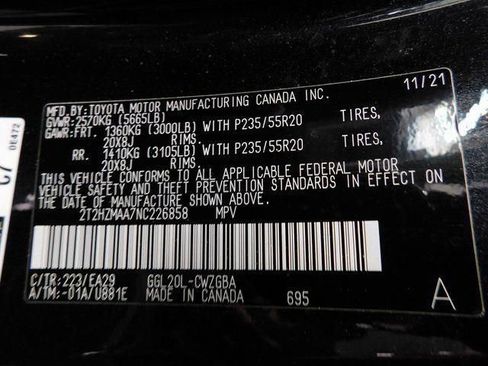 MFD.BY:TOYOTA MOTOR MANUFACTURING CANADA INC. 11/21
GVWR:2570KG (5665LB)
GAWR:FRT. 1360KG (3000LB)WITH P235/55R20 TIRES,
20X8J RIMS.
RR. 1410KG (3105LB)WITH P235/55R20 TIRES,
20X8J RIMS.
THIS VEHICLE CONFORMS TO ALL APPLICABLE FEDERAL MOTOR
VEHICLE SAFETY AND THEFT PREVENTION STANDARDS IN EFFECT ON
THE DATE OF MANUFACTURE SHOWN ABOVE.
2T2HZMAA7NC226858 MPV
C/TR:223/EA29 GGL20L-CWZGBA
A/TM:-01A/U881E MADE IN CANADA 695 A
0E472